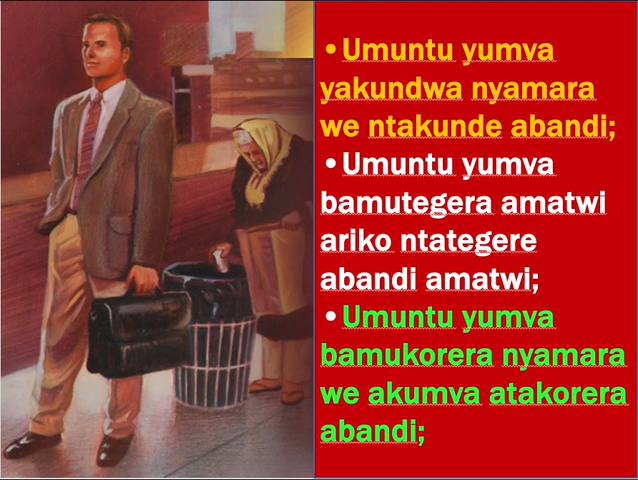 •Umuntu yumva
yakundwa nyamara
we ntakunde abandi;
•Umuntu yumva
bamutegera amatwi
ariko ntategere
abandi amatwi;
•Umuntu yumva
bamukorera nyamara
we akumva atakorera
abandi;